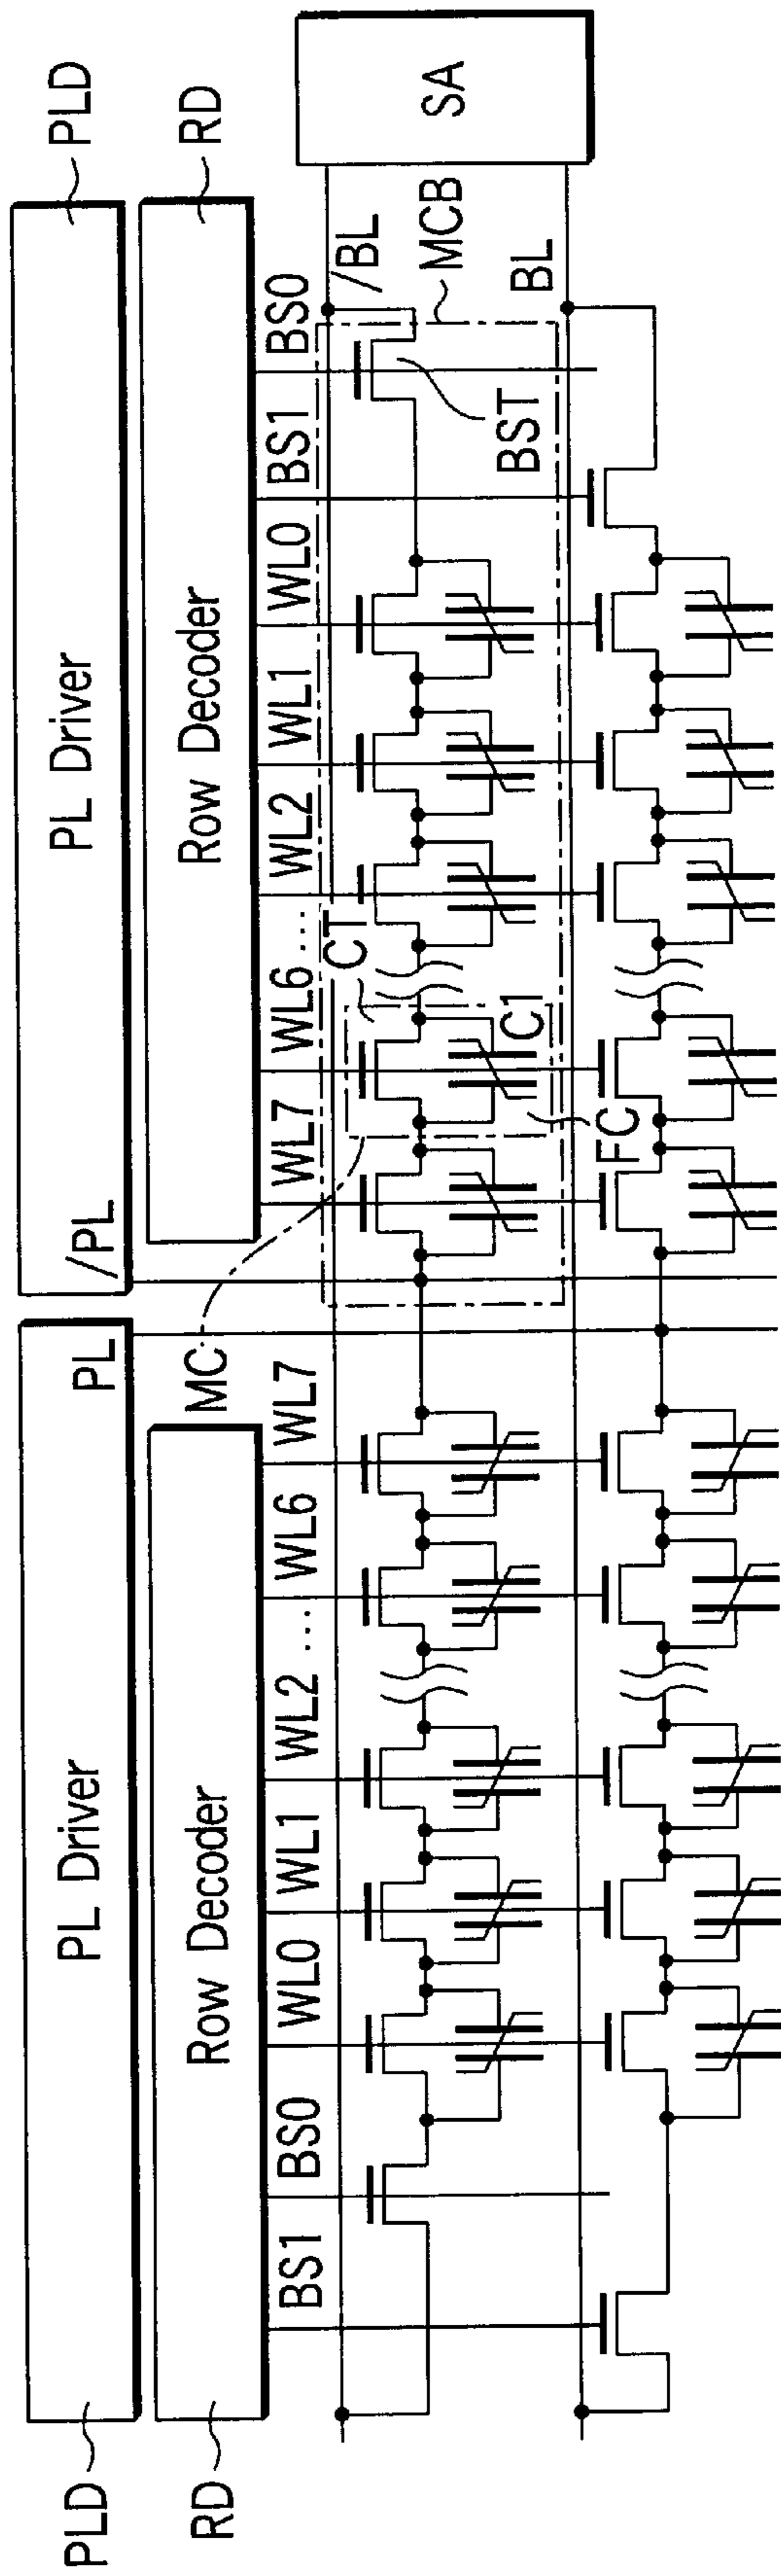 PLD
PL Driver
PL
/PL
PL Driver
PLD
RD
Row Decoder
MC
Row Decoder
RD
BS1
BS0
WL0
WL1
WL2
...
WL6
WL7
WL7
WL6
...
WL2
WL1
WL0
BS1
BS0
CT
/BL
SA
MCB
C1
BST
BL
FC